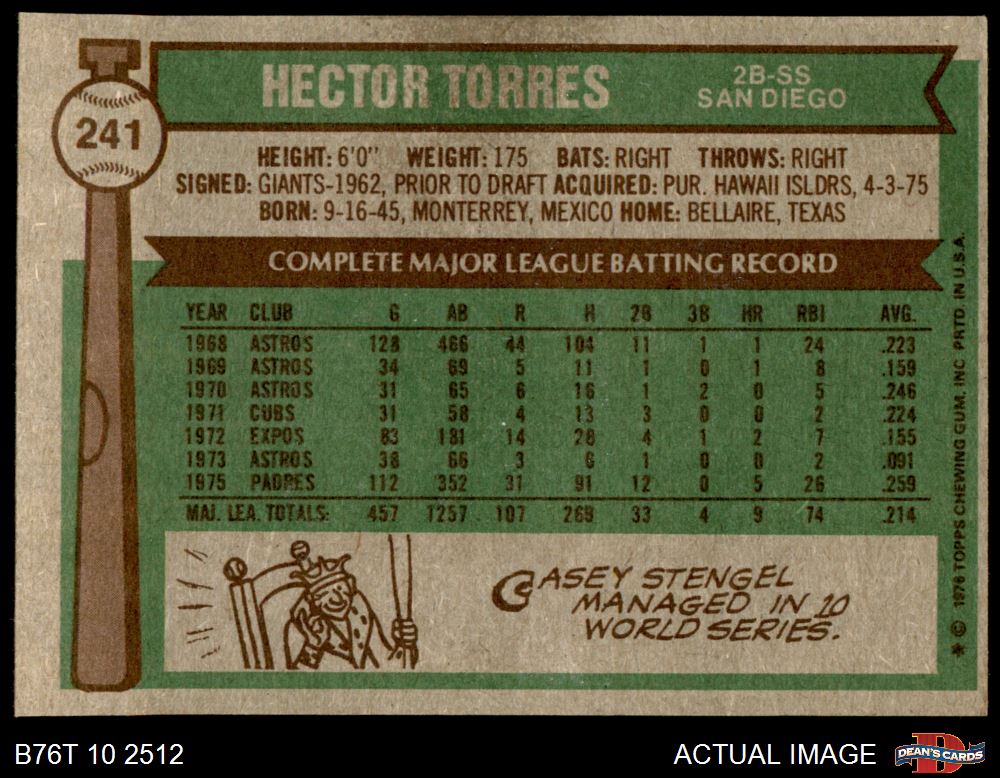 HECTOR TORRES
2B-SS
SAN DIEGO
241
HEIGHT: 6'0" WEIGHT: 175 BATS: RIGHT THROWS: RIGHT
SIGNED: GIANTS-1962, PRIOR TO DRAFT ACQUIRED: PUR. HAWAII ISLDRS, 4-3-75
BORN: 9-16-45, MONTERREY, MEXICO HOME: BELLAIRE, TEXAS
COMPLETE MAJOR LEAGUE BATTING RECORD
YEAR CLUB G AB R H 2B 3B HR RBI AVG.
1968 ASTROS 128 466 44 104 11 1 1 24 .223
1969 ASTROS 34 69 5 11 1 0 1 8 .159
1970 ASTROS 31 65 6 16 1 2 0 5 .246
1971 CUBS 31 58 4 13 3 0 0 2 .224
1972 EXPOS 83 181 14 28 4 1 2 7 .155
1973 ASTROS 38 66 3 6 1 0 0 2 .091
1975 PADRES 112 352 31 91 12 0 5 26 .259
MAJ. LEA. TOTALS: 457 1257 107 269 33 4 9 74 .214
CASEY STENGEL
MANAGED IN 10
WORLD SERIES.
* © 1976 TOPPS CHEWING GUM, INC PRTD. IN U.S.A.
B76T 10 2512
ACTUAL IMAGE
D
DEAN'S CARDS